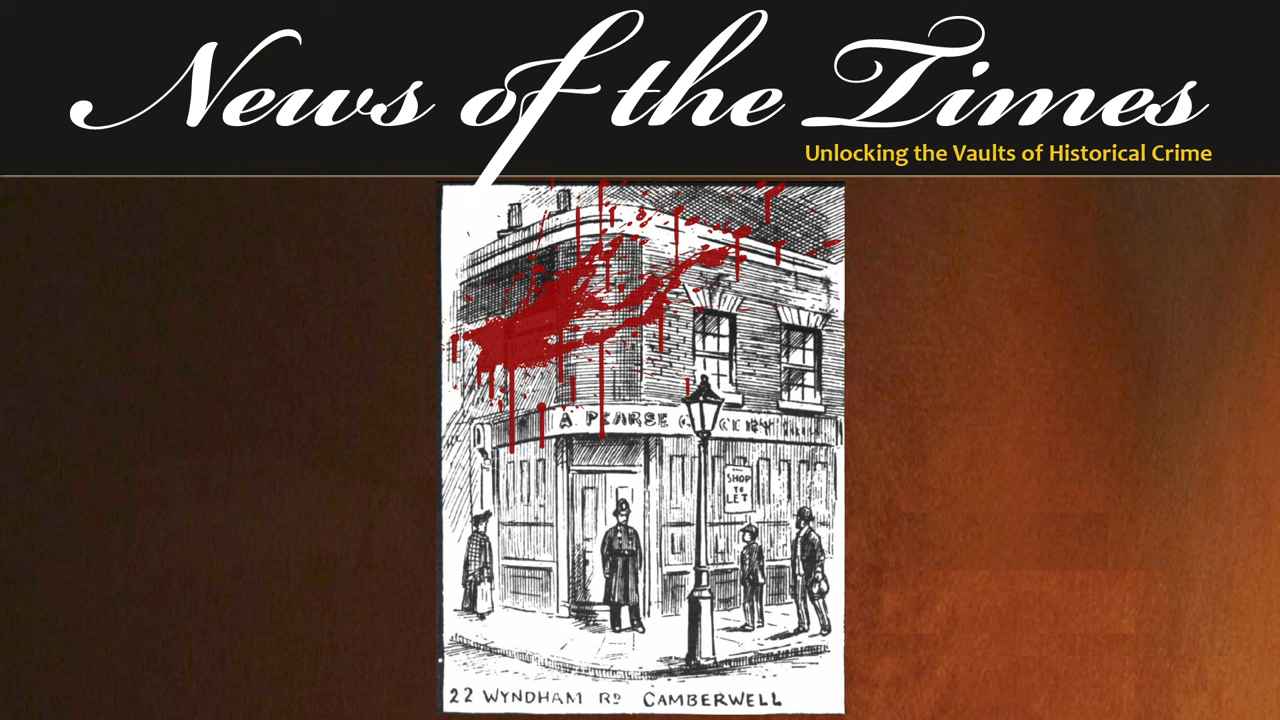 News of the Times
Unlocking the Vaults of Historical Crime
A PEARSE
SHOP
TO
LET
22 WYNDHAM RD CAMBERWELL